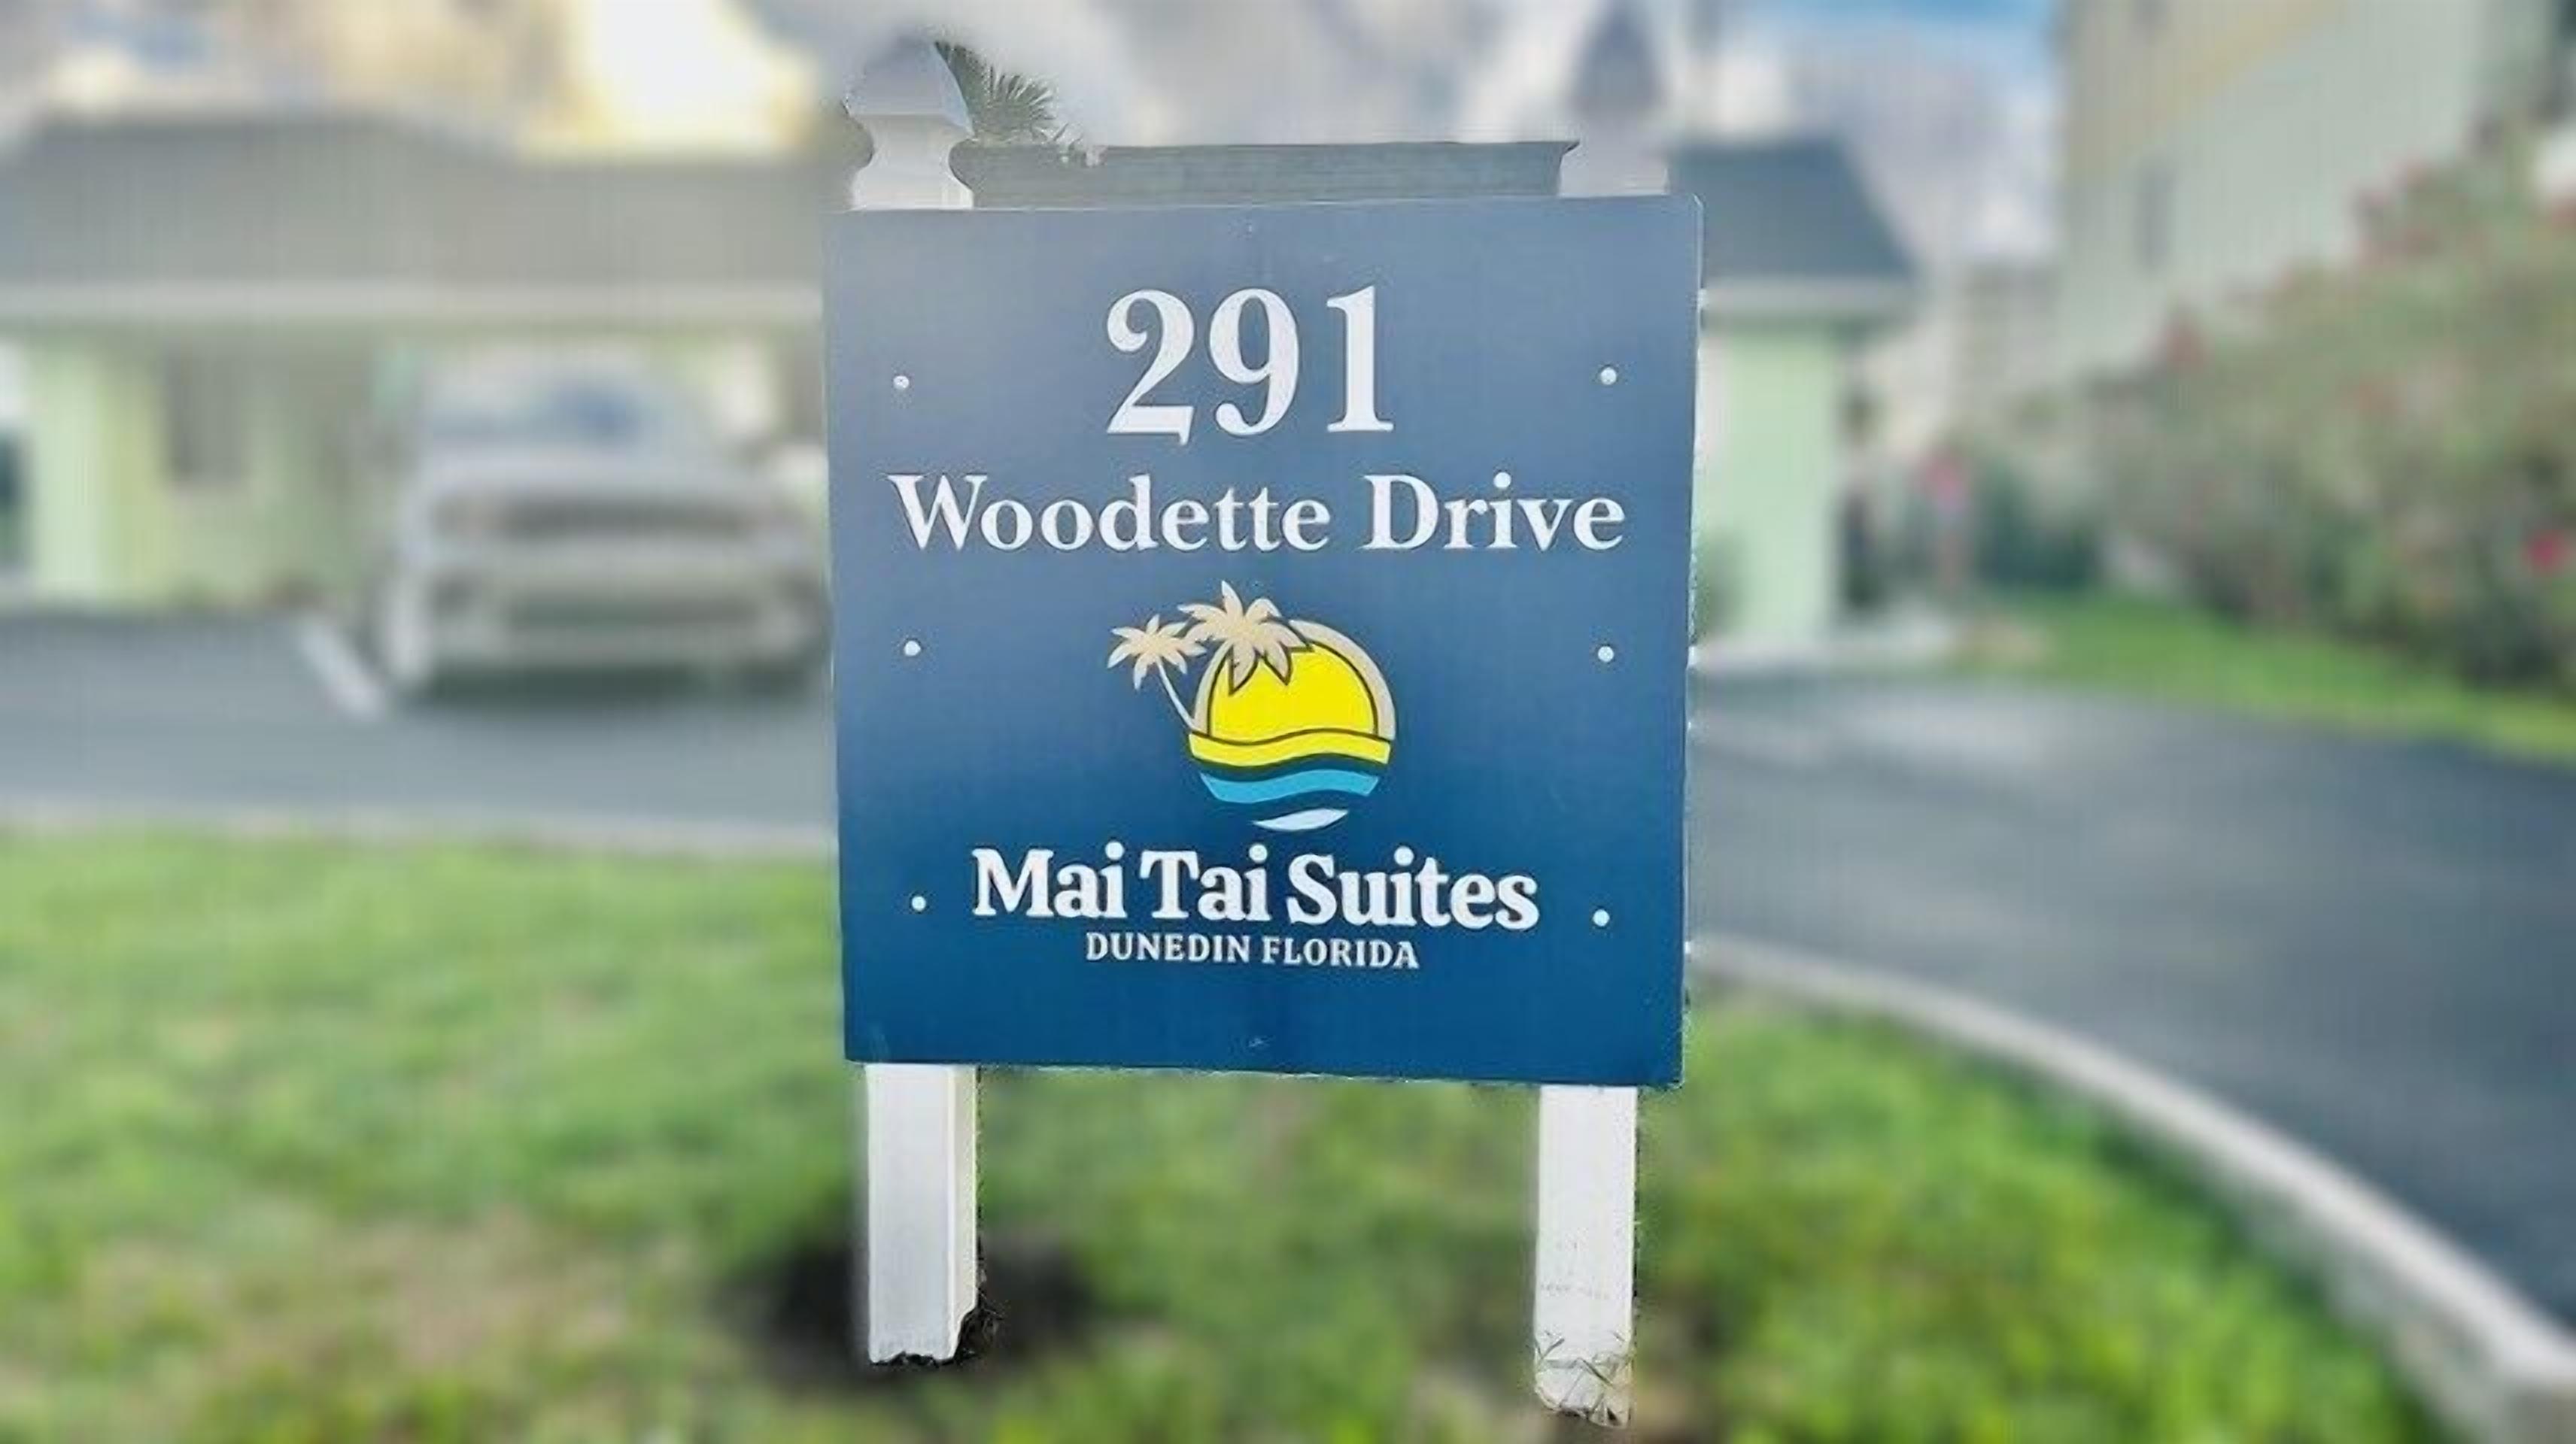 291
Woodette Drive
Mai Tai Suites
DUNEDIN FLORIDA